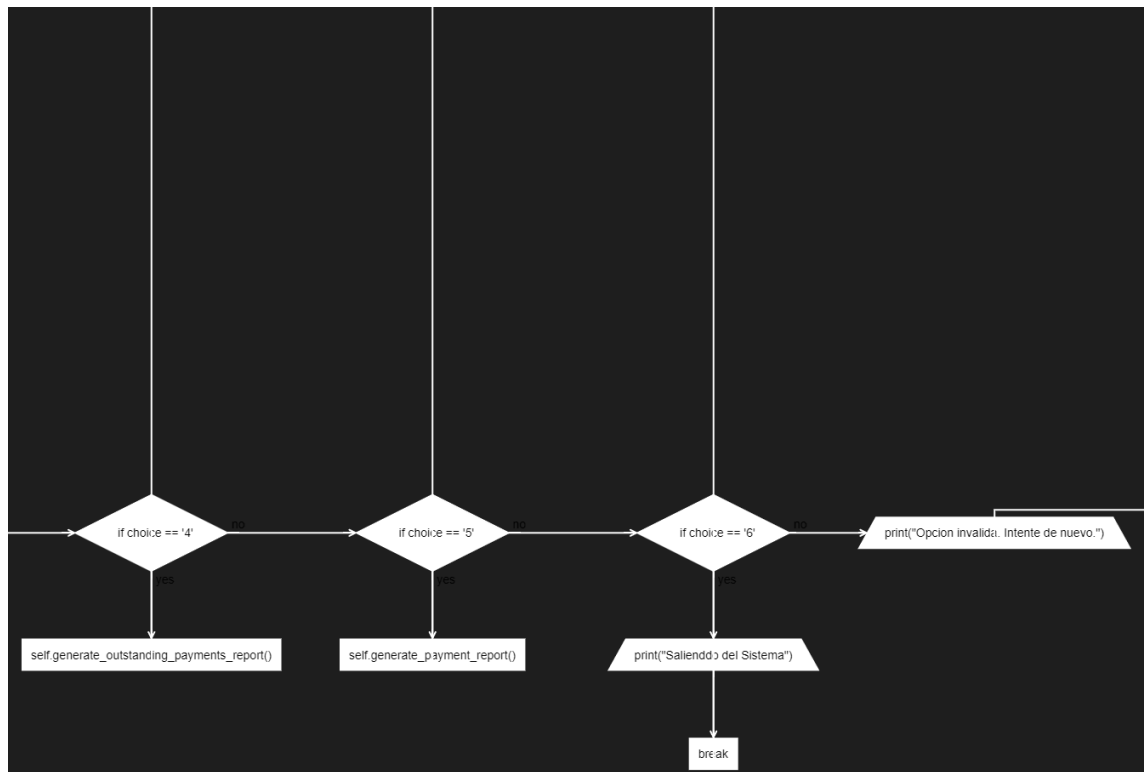 if choice == '4'
no
if choice == '5'
no
if choice == '6'
no
print("Opcion invalida. Intente de nuevo.")
yes
yes
yes
self.generate_outstanding_payments_report()
self.generate_payment_report()
print("Salienddo del Sistema")
break